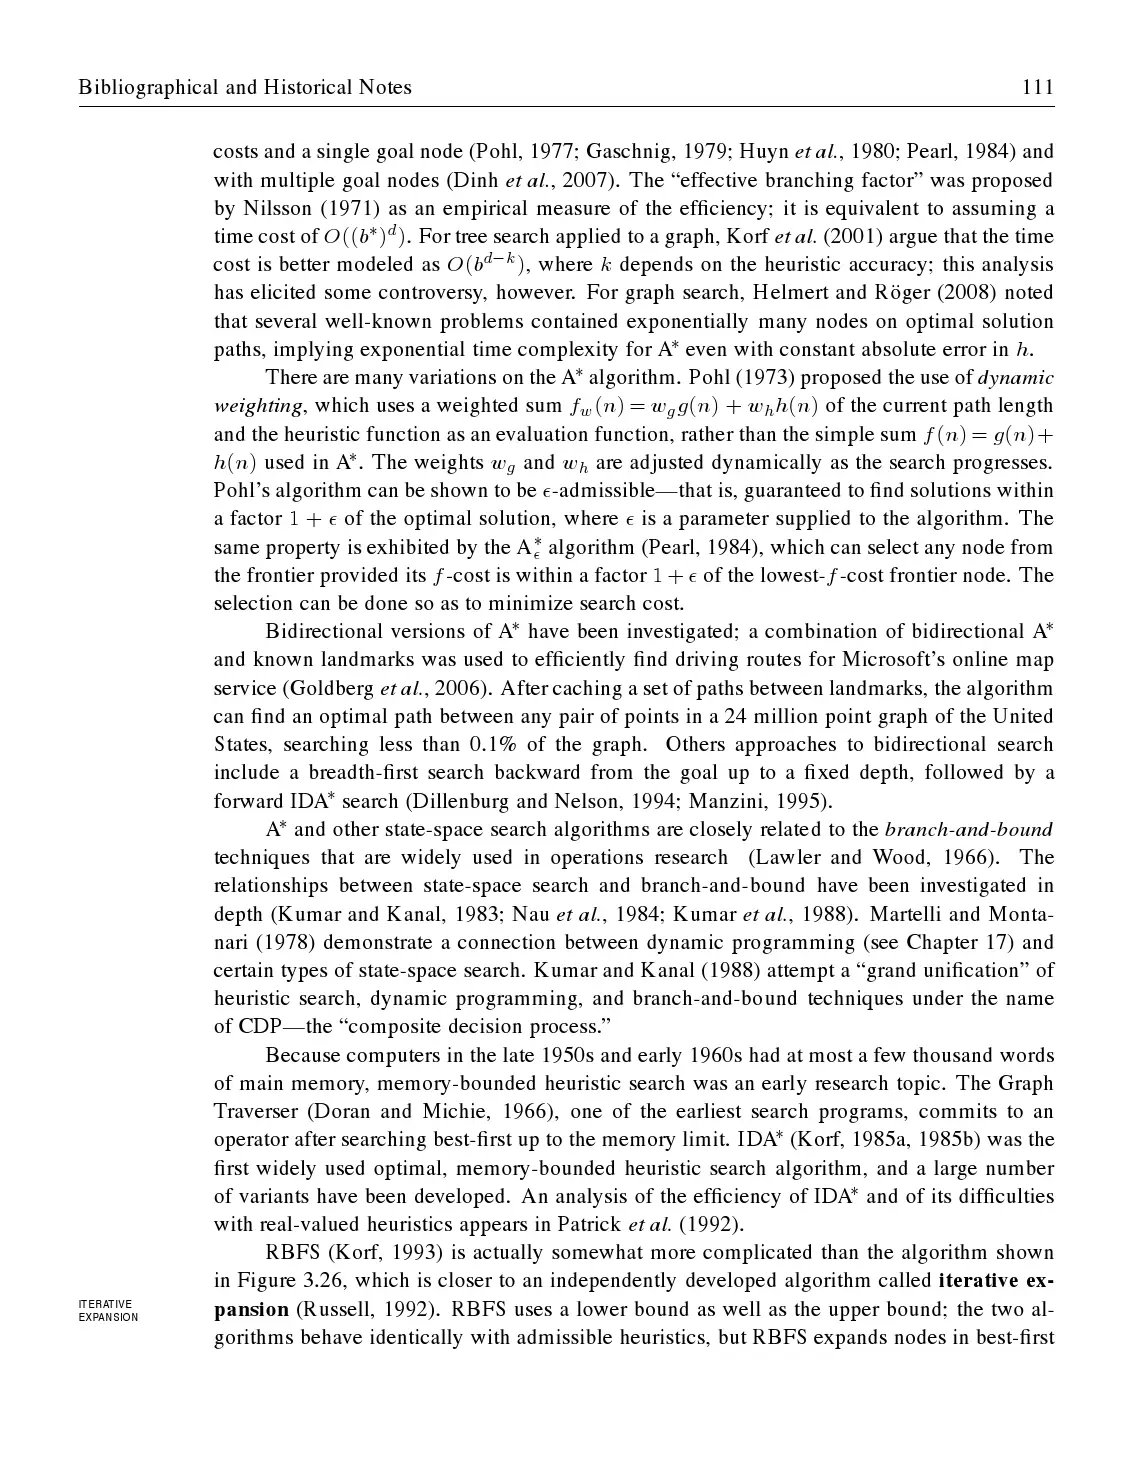 Bibliographical and Historical Notes 111
costs and a single goal node (Pohl, 1977; Gaschnig, 1979; Huyn et al., 1980; Pearl, 1984) and
with multiple goal nodes (Dinh et al., 2007). The “effective branching factor” was proposed
by Nilsson (1971) as an empirical measure of the efficiency; it is equivalent to assuming a
time cost of O((b*)^d). For tree search applied to a graph, Korf et al. (2001) argue that the time
cost is better modeled as O(b^{d−k}), where k depends on the heuristic accuracy; this analysis
has elicited some controversy, however. For graph search, Helmert and Röger (2008) noted
that several well-known problems contained exponentially many nodes on optimal solution
paths, implying exponential time complexity for A* even with constant absolute error in h.
There are many variations on the A* algorithm. Pohl (1973) proposed the use of dynamic
weighting, which uses a weighted sum f_w(n) = w_g g(n) + w_h h(n) of the current path length
and the heuristic function as an evaluation function, rather than the simple sum f(n) = g(n)+
h(n) used in A*. The weights w_g and w_h are adjusted dynamically as the search progresses.
Pohl’s algorithm can be shown to be ϵ-admissible—that is, guaranteed to find solutions within
a factor 1 + ϵ of the optimal solution, where ϵ is a parameter supplied to the algorithm. The
same property is exhibited by the A*_ϵ algorithm (Pearl, 1984), which can select any node from
the frontier provided its f-cost is within a factor 1 + ϵ of the lowest-f-cost frontier node. The
selection can be done so as to minimize search cost.
Bidirectional versions of A* have been investigated; a combination of bidirectional A*
and known landmarks was used to efficiently find driving routes for Microsoft’s online map
service (Goldberg et al., 2006). After caching a set of paths between landmarks, the algorithm
can find an optimal path between any pair of points in a 24 million point graph of the United
States, searching less than 0.1% of the graph. Others approaches to bidirectional search
include a breadth-first search backward from the goal up to a fixed depth, followed by a
forward IDA* search (Dillenburg and Nelson, 1994; Manzini, 1995).
A* and other state-space search algorithms are closely related to the branch-and-bound
techniques that are widely used in operations research (Lawler and Wood, 1966). The
relationships between state-space search and branch-and-bound have been investigated in
depth (Kumar and Kanal, 1983; Nau et al., 1984; Kumar et al., 1988). Martelli and Monta-
nari (1978) demonstrate a connection between dynamic programming (see Chapter 17) and
certain types of state-space search. Kumar and Kanal (1988) attempt a “grand unification” of
heuristic search, dynamic programming, and branch-and-bound techniques under the name
of CDP—the “composite decision process.”
Because computers in the late 1950s and early 1960s had at most a few thousand words
of main memory, memory-bounded heuristic search was an early research topic. The Graph
Traverser (Doran and Michie, 1966), one of the earliest search programs, commits to an
operator after searching best-first up to the memory limit. IDA* (Korf, 1985a, 1985b) was the
first widely used optimal, memory-bounded heuristic search algorithm, and a large number
of variants have been developed. An analysis of the efficiency of IDA* and of its difficulties
with real-valued heuristics appears in Patrick et al. (1992).
RBFS (Korf, 1993) is actually somewhat more complicated than the algorithm shown
in Figure 3.26, which is closer to an independently developed algorithm called iterative ex-
ITERATIVE
EXPANSION
pansion (Russell, 1992). RBFS uses a lower bound as well as the upper bound; the two al-
gorithms behave identically with admissible heuristics, but RBFS expands nodes in best-first